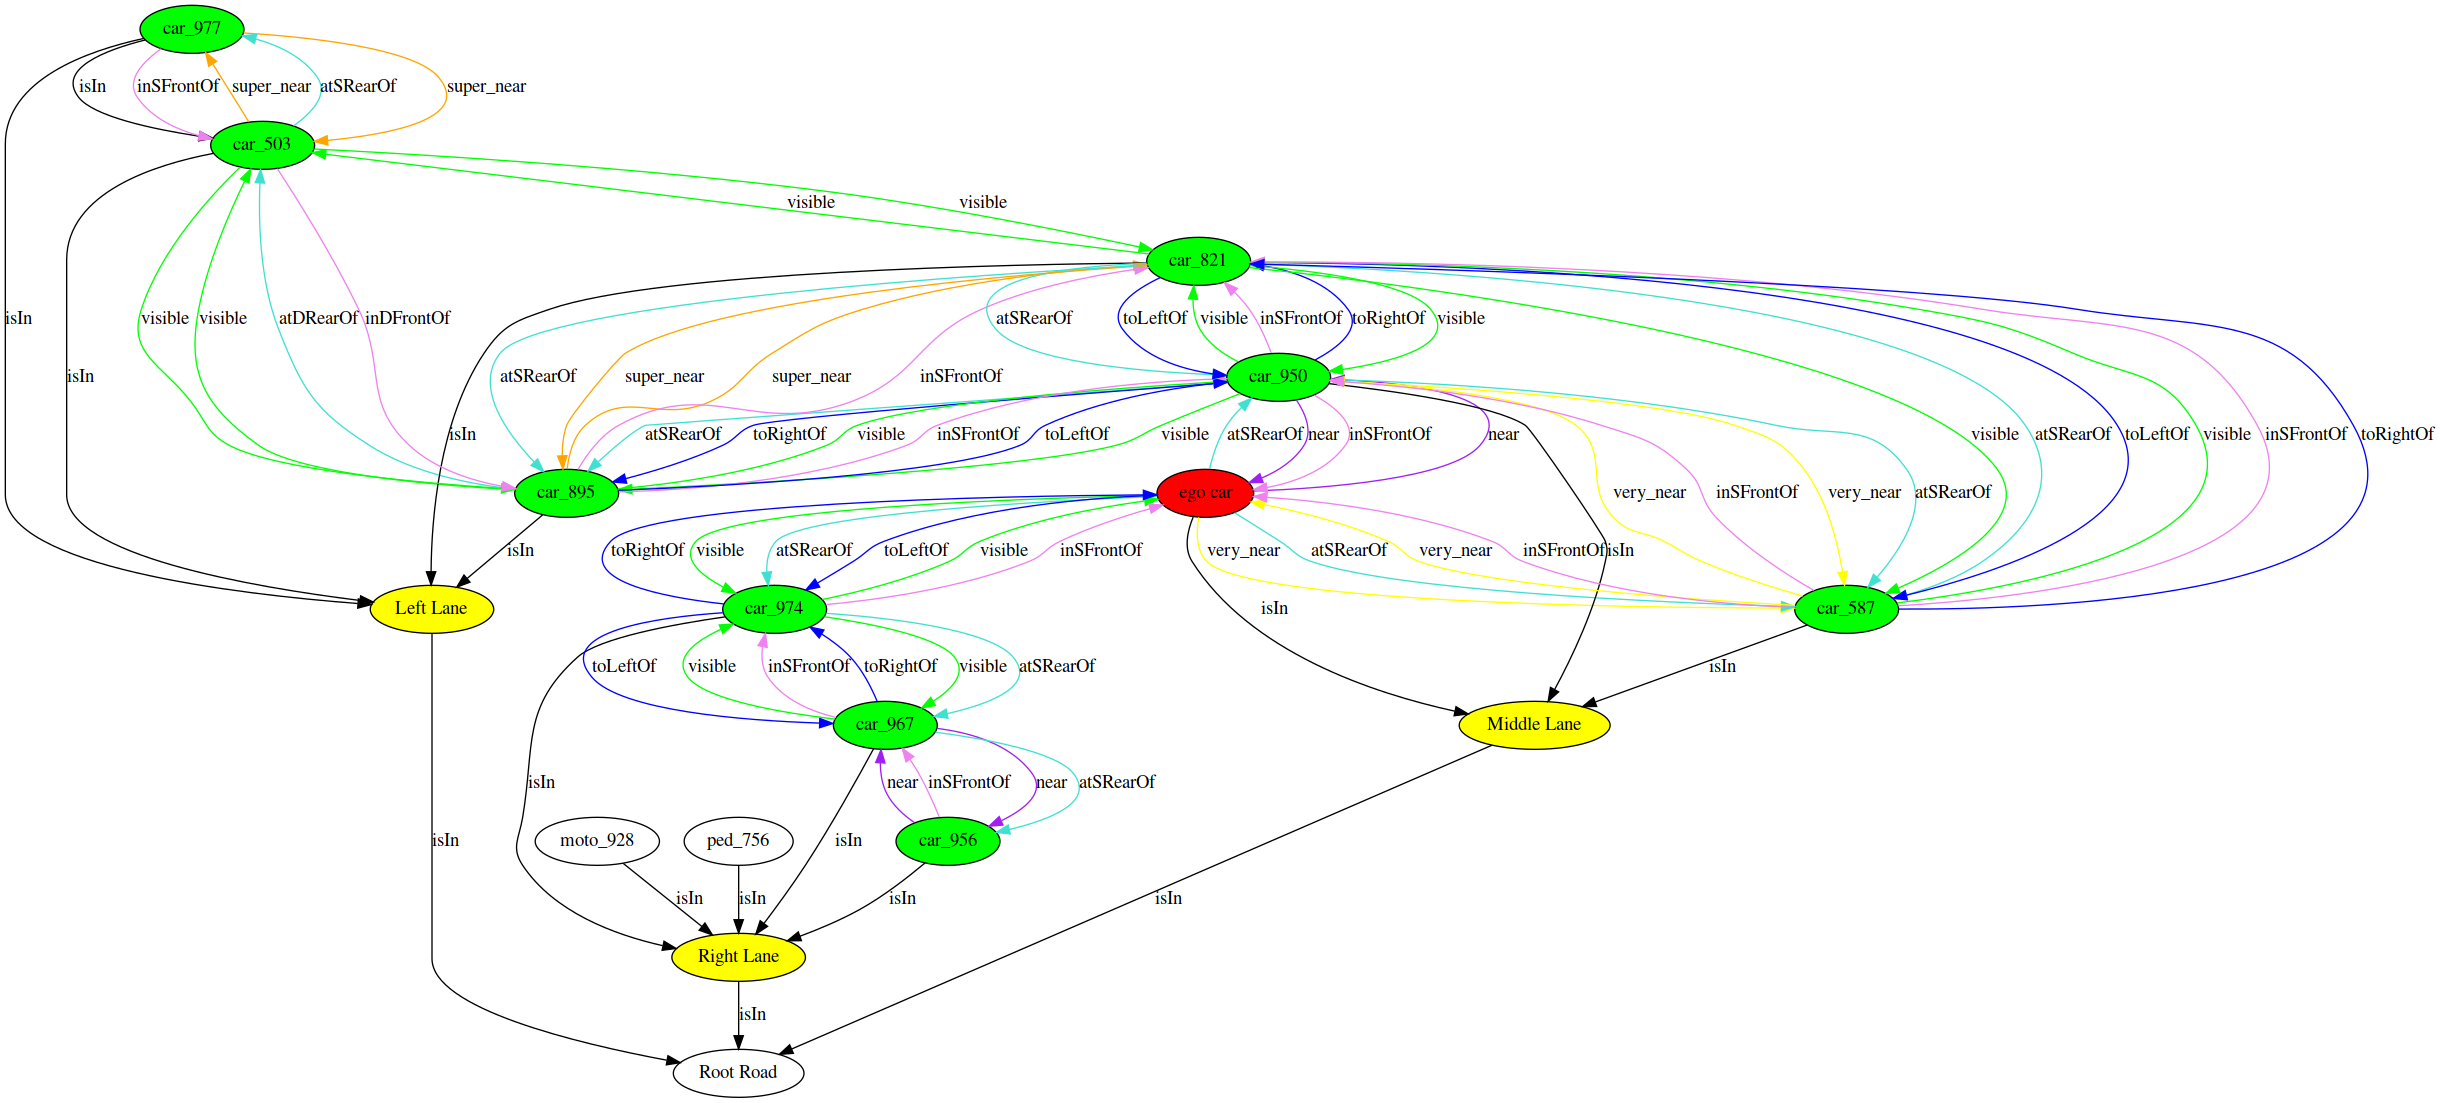 car_977
isIn inSFrontOf super_near atSRearOf super_near
car_503
visible visible
car_821
isIn visible visible atDRearOf inDFrontOf atSRearOf toLeftOf visible inSFrontOf toRightOf visible
isIn atSRearOf super_near super_near inSFrontOf car_950
isIn atSRearOf toRightOf visible inSFrontOf toLeftOf visible atSRearOf near inSFrontOf near visible atSRearOf toLeftOf visible inSFrontOf toRightOf
car_895 ego car very_near inSFrontOf very_near atSRearOf
isIn toRightOf visible atSRearOf toLeftOf visible inSFrontOf very_near atSRearOf very_near inSFrontOf isIn
Left Lane car_974 isIn car_587
toLeftOf visible inSFrontOf toRightOf visible atSRearOf isIn
car_967 Middle Lane
isIn near inSFrontOf near atSRearOf
isIn moto_928 ped_756 isIn car_956
isIn isIn isIn isIn
Right Lane
isIn
Root Road